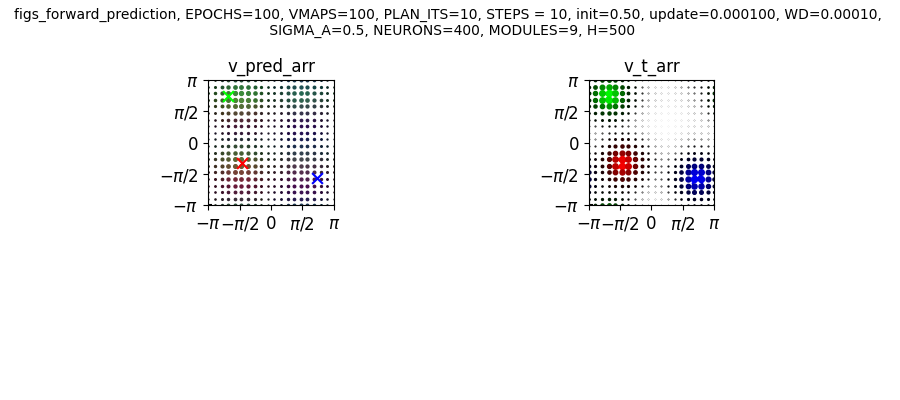 figs_forward_prediction, EPOCHS=100, VMAPS=100, PLAN_ITS=10, STEPS = 10, init=0.50, update=0.000100, WD=0.00010,
SIGMA_A=0.5, NEURONS=400, MODULES=9, H=500
v_pred_arr
π
π/2
0
−π/2
−π
−π −π/2 0 π/2 π
v_t_arr
π
π/2
0
−π/2
−π
−π −π/2 0 π/2 π